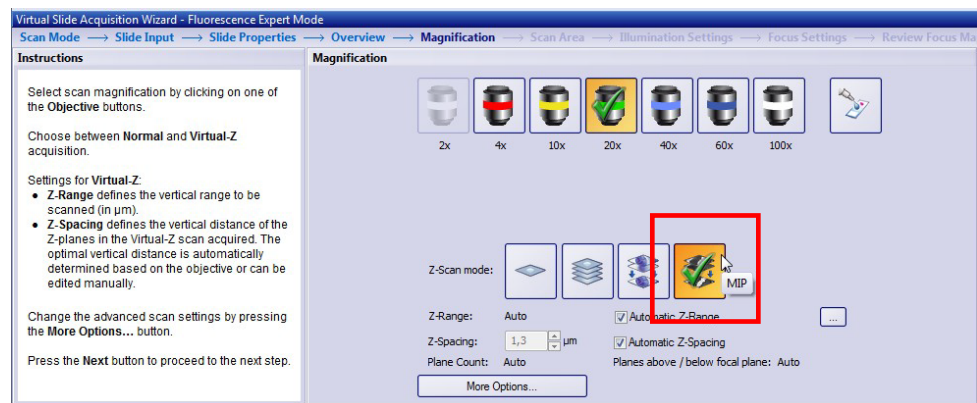 Virtual Slide Acquisition Wizard - Fluorescence Expert Mode
Scan Mode → Slide Input → Slide Properties → Overview → Magnification → Scan Area → Illumination Settings → Focus Settings → Review Focus Ma
Instructions
Magnification
Select scan magnification by clicking on one of
the Objective buttons.
Choose between Normal and Virtual-Z
acquisition.
Settings for Virtual-Z:
• Z-Range defines the vertical range to be
scanned (in µm).
• Z-Spacing defines the vertical distance of the
Z-planes in the Virtual-Z scan acquired. The
optimal vertical distance is automatically
determined based on the objective or can be
edited manually.
Change the advanced scan settings by pressing
the More Options... button.
Press the Next button to proceed to the next step.
2x 4x 10x 20x 40x 60x 100x
Z-Scan mode:
MIP
Z-Range: Auto Automatic Z-Range ...
Z-Spacing: 1,3 µm Automatic Z-Spacing
Plane Count: Auto Planes above / below focal plane: Auto
More Options...